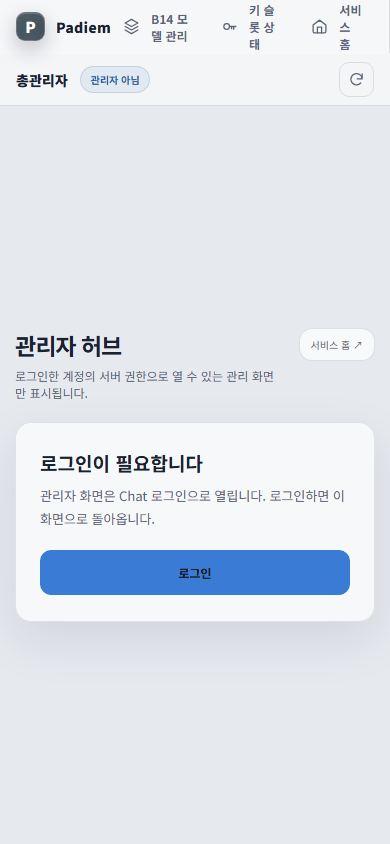 P Padiem
B14 모
델 관리
키 슬
롯 상
태
서비
스
홈
총관리자 관리자 아님
관리자 허브
서비스 홈 ↗
로그인한 계정의 서버 권한으로 열 수 있는 관리 화면
만 표시됩니다.
로그인이 필요합니다
관리자 화면은 Chat 로그인으로 열립니다. 로그인하면 이
화면으로 돌아옵니다.
로그인